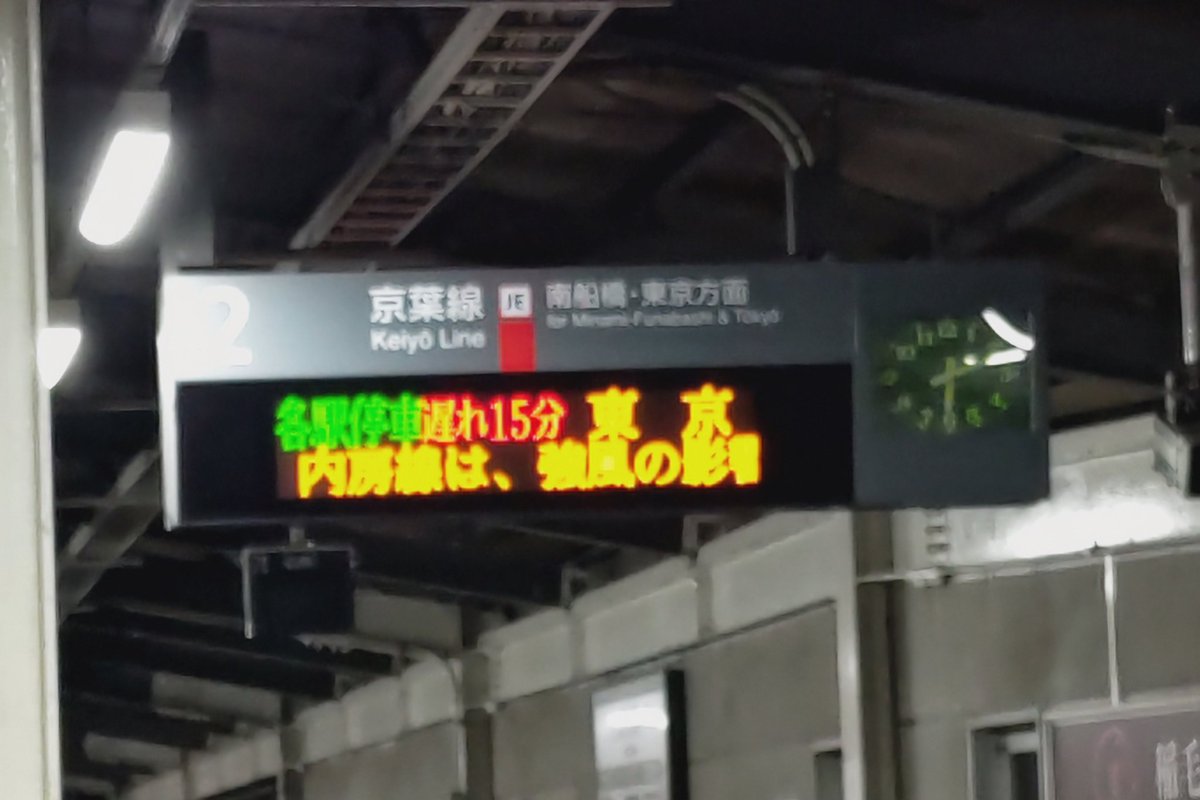 2
京葉線 JE 南船橋・東京方面
Keiyō Line for Minami-Funabashi & Tokyo
各駅停車 遅れ15分 東 京
内房線は、強風の影響